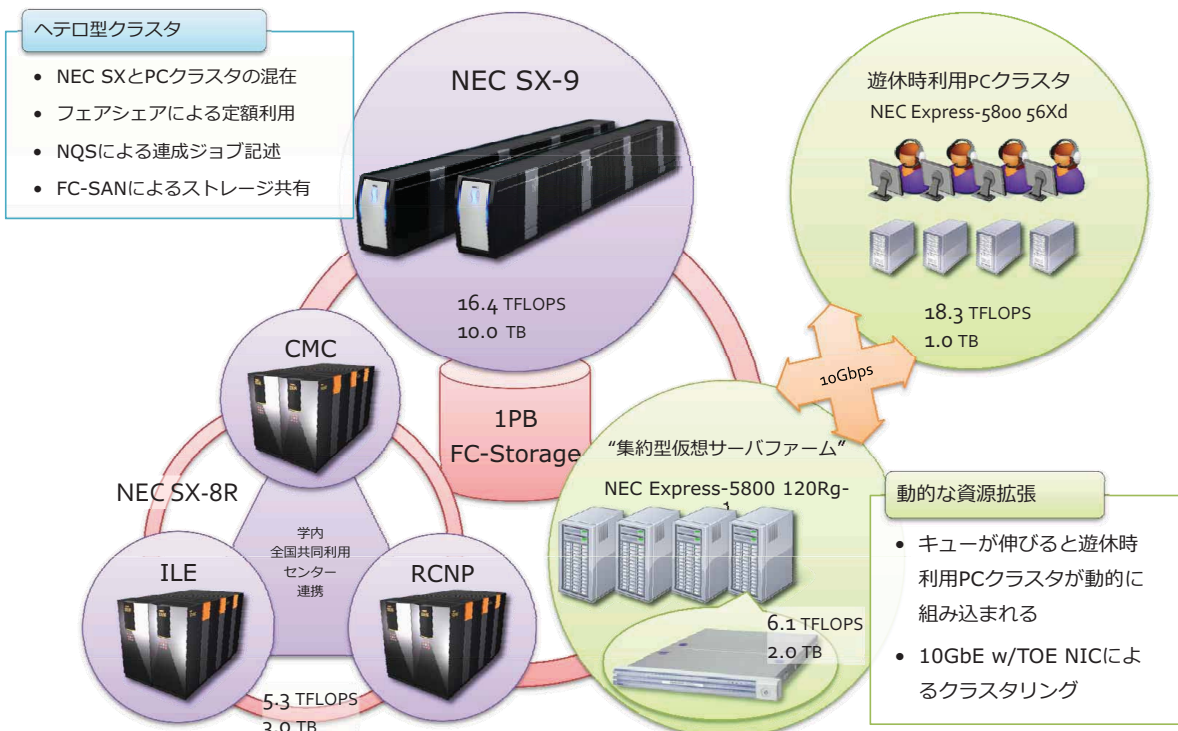 ヘテロ型クラスタ
• NEC SXとPCクラスタの混在
• フェアシェアによる定額利用
• NQSによる連成ジョブ記述
• FC-SANによるストレージ共有
NEC SX-9
16.4 TFLOPS
10.0 TB
遊休時利用PCクラスタ
NEC Express-5800 56Xd
18.3 TFLOPS
1.0 TB
10Gbps
CMC
1PB
FC-Storage
NEC SX-8R
学内
全国共同利用
センター
連携
ILE
RCNP
5.3 TFLOPS
3.0 TB
“集約型仮想サーバファーム”
NEC Express-5800 120Rg-
1
6.1 TFLOPS
2.0 TB
動的な資源拡張
• キューが伸びると遊休時
利用PCクラスタが動的に
組み込まれる
• 10GbE w/TOE NICによ
るクラスタリング